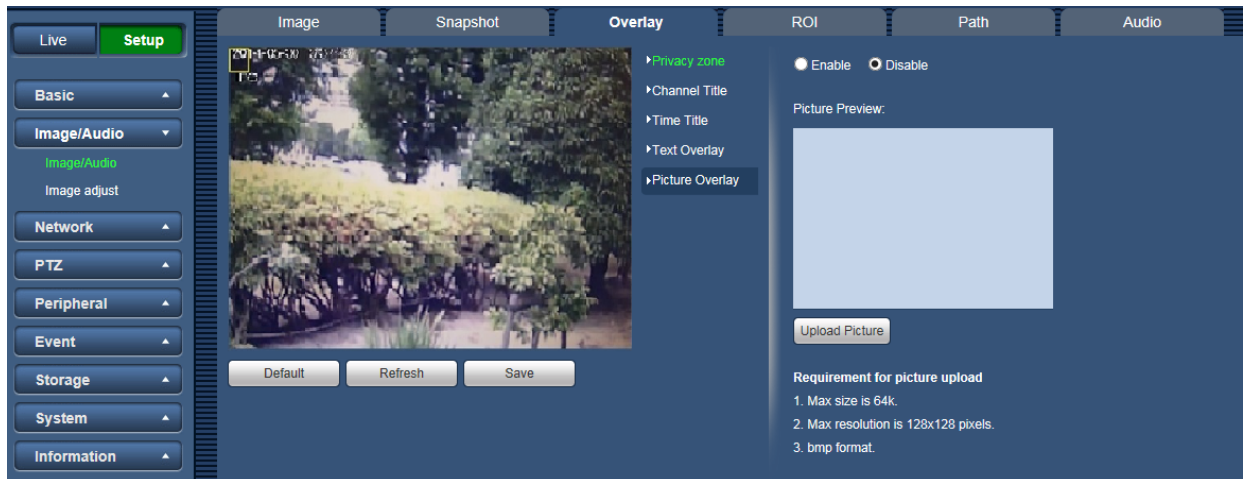 Live
Setup
Basic
Image/Audio
Image/Audio
Image adjust
Network
PTZ
Peripheral
Event
Storage
System
Information
Image
Snapshot
Overlay
ROI
Path
Audio
Privacy zone
Channel Title
Time Title
Text Overlay
Picture Overlay
Default
Refresh
Save
Enable
Disable
Picture Preview:
Upload Picture
Requirement for picture upload
1. Max size is 64k.
2. Max resolution is 128x128 pixels.
3. bmp format.